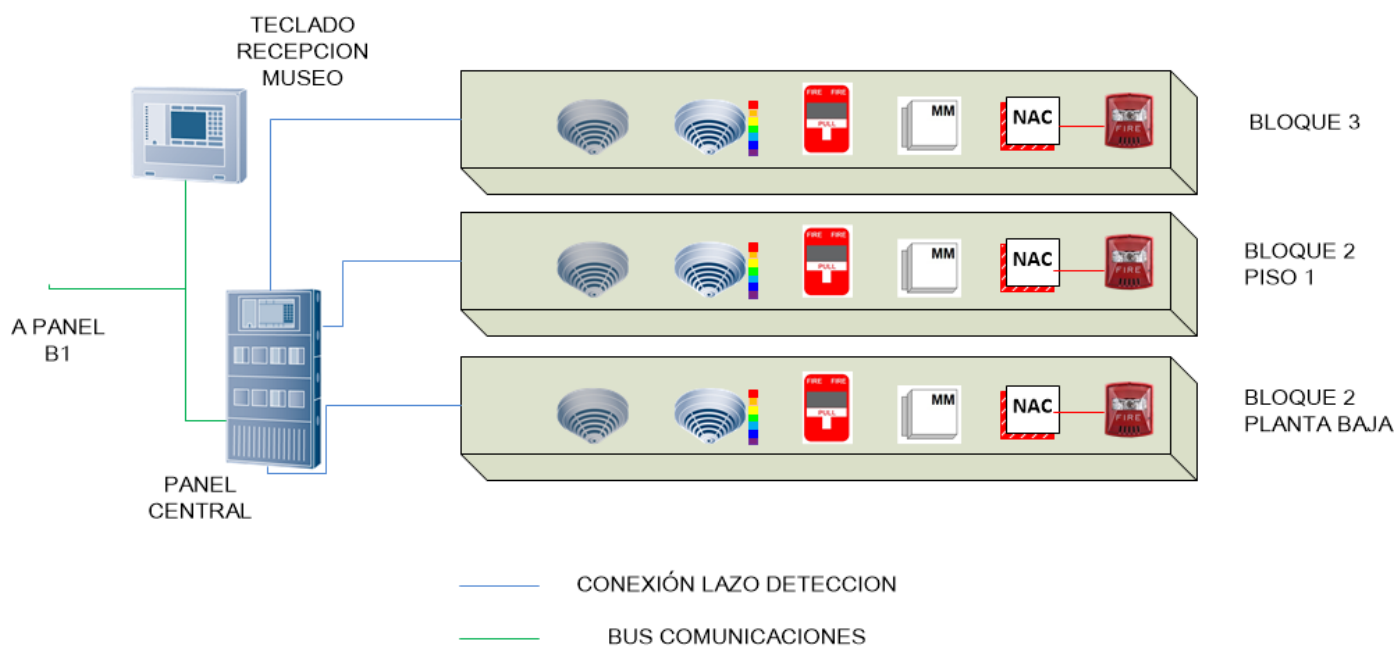 TECLADO
RECEPCION
MUSEO
FIRE FIRE
PULL
MM
NAC
FIRE
BLOQUE 3
FIRE FIRE
PULL
MM
NAC
FIRE
BLOQUE 2
PISO 1
A PANEL
B1
FIRE FIRE
PULL
MM
NAC
FIRE
BLOQUE 2
PLANTA BAJA
PANEL
CENTRAL
CONEXIÓN LAZO DETECCION
BUS COMUNICACIONES